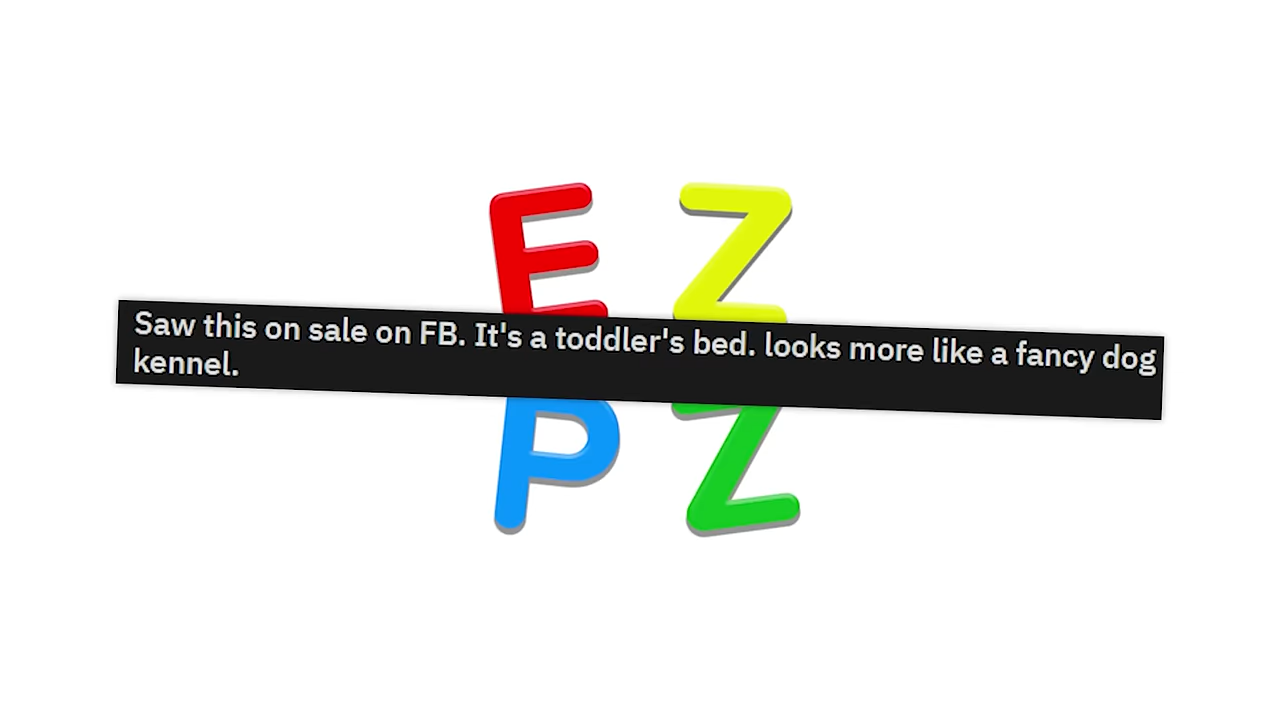 E Z
Saw this on sale on FB. It's a toddler's bed. looks more like a fancy dog
kennel.
P Z